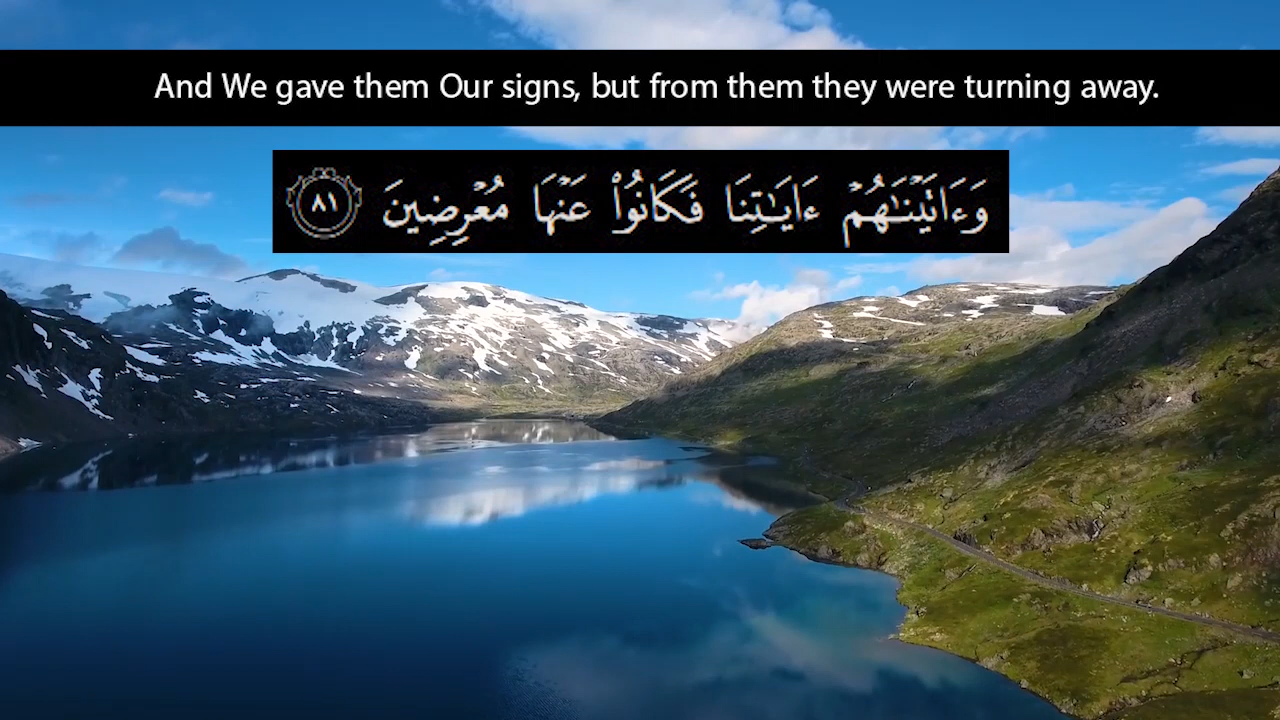 And We gave them Our signs, but from them they were turning away.
وَءَاتَيْنَـٰهُمْ ءَايَـٰتِنَا فَكَانُوا۟ عَنْهَا مُعْرِضِينَ ٨١